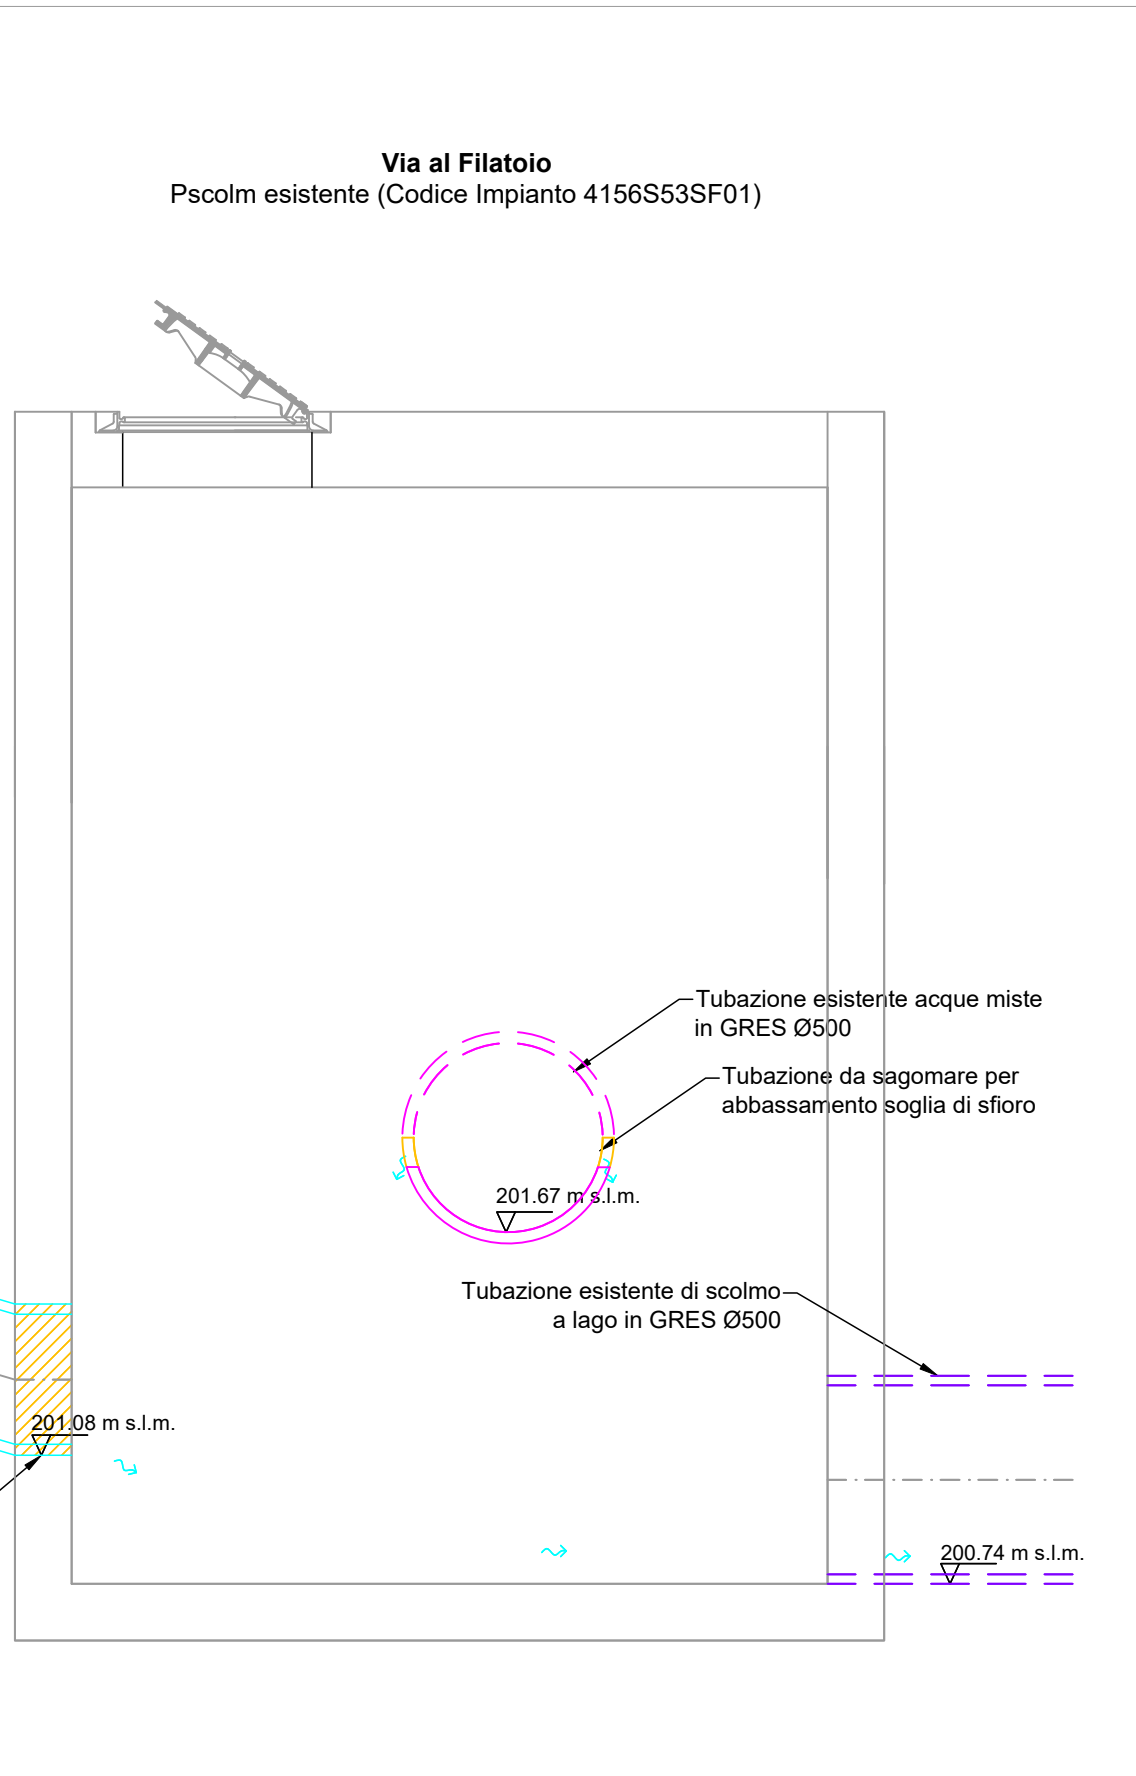 Via al Filatoio
Pscolm esistente (Codice Impianto 4156S53SF01)
Tubazione esistente acque miste
in GRES Ø500
Tubazione da sagomare per
abbassamento soglia di sfioro
201.67 m s.l.m.
Tubazione esistente di scolmo
a lago in GRES Ø500
201.08 m s.l.m.
200.74 m s.l.m.